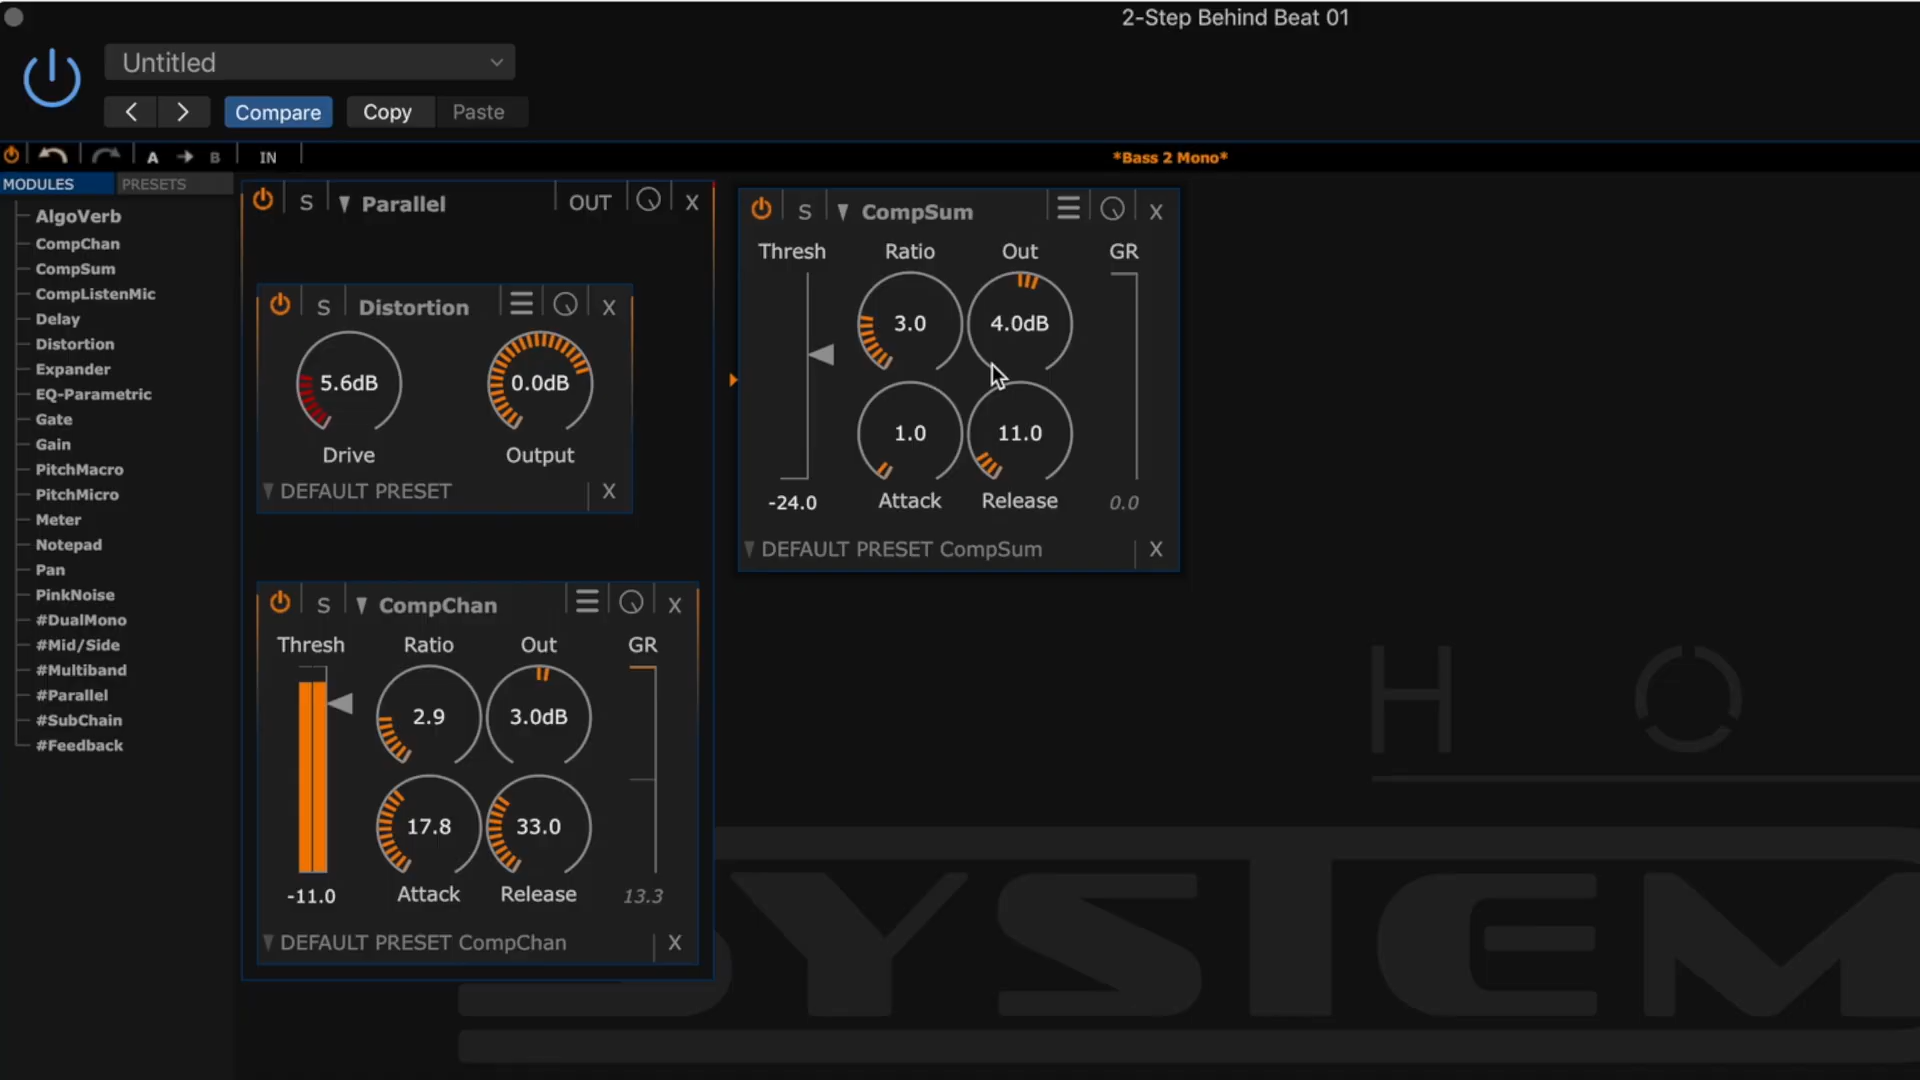 2-Step Behind Beat 01
Untitled
Compare Copy Paste
A B IN *Bass 2 Mono*
MODULES PRESETS
AlgoVerb
CompChan
CompSum
CompListenMic
Delay
Distortion
Expander
EQ-Parametric
Gate
Gain
PitchMacro
PitchMicro
Meter
Notepad
Pan
PinkNoise
#DualMono
#Mid/Side
#Multiband
#Parallel
#SubChain
#Feedback
S Parallel OUT X
S Distortion X
5.6dB 0.0dB
Drive Output
DEFAULT PRESET X
S CompChan X
Thresh Ratio Out GR
2.9 3.0dB
17.8 33.0
-11.0 Attack Release 13.3
DEFAULT PRESET CompChan X
S CompSum X
Thresh Ratio Out GR
3.0 4.0dB
1.0 11.0
-24.0 Attack Release 0.0
DEFAULT PRESET CompSum X
H O
SYSTEM